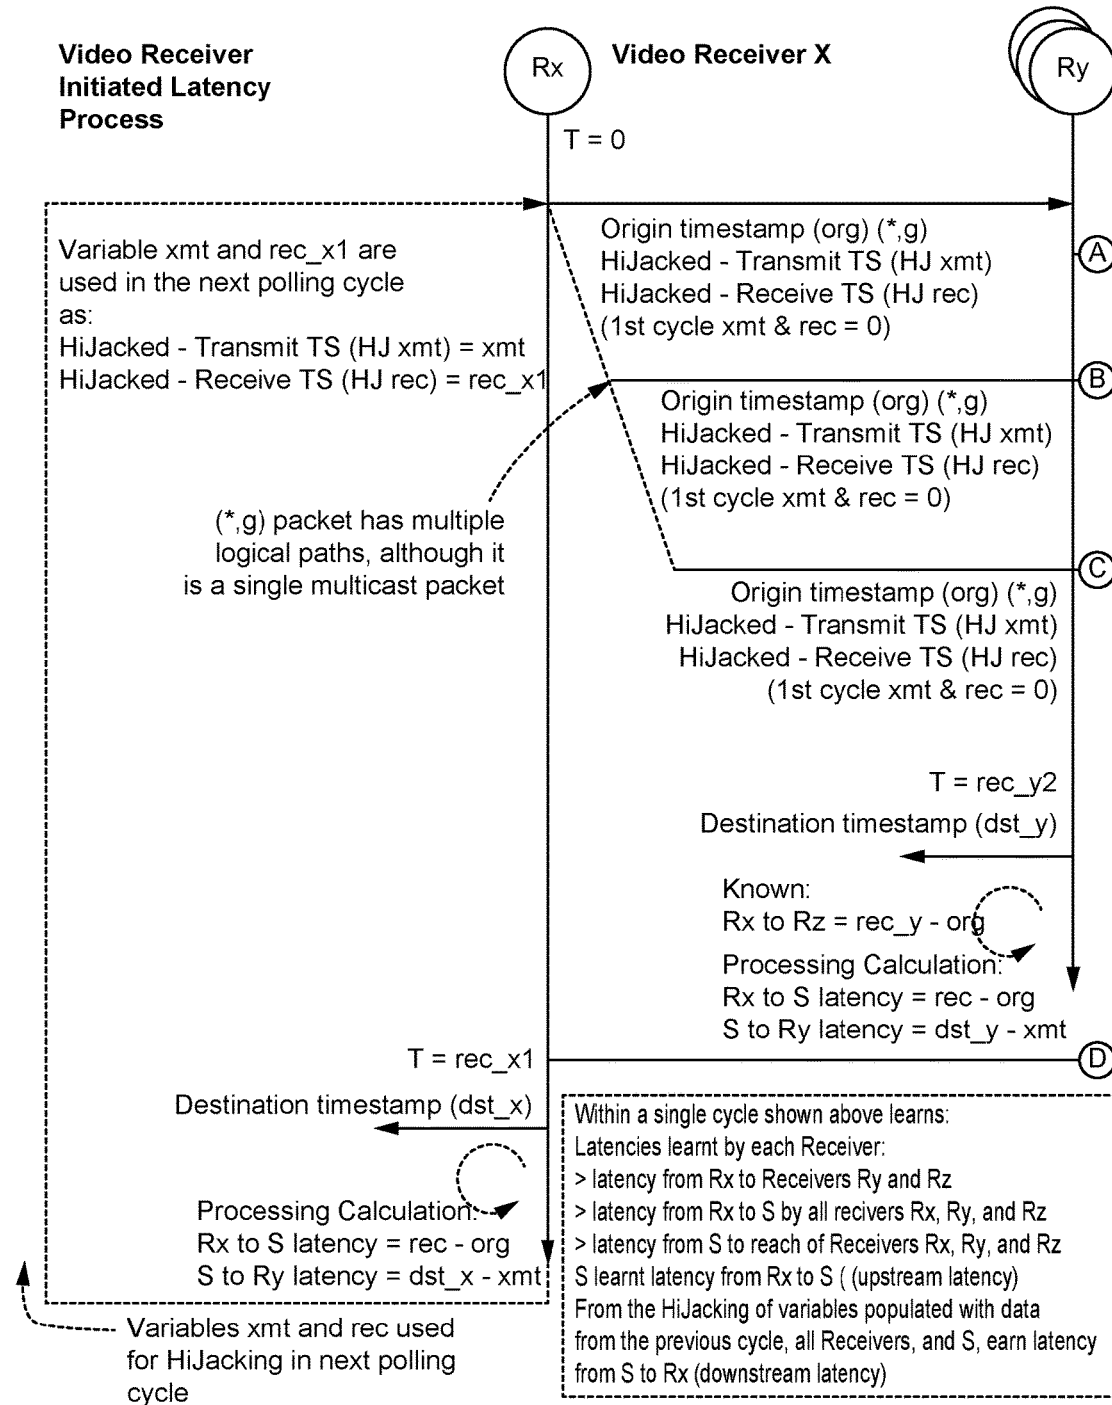 Video Receiver
Initiated Latency
Process
Rx
Video Receiver X
Ry
T = 0
Variable xmt and rec_x1 are
used in the next polling cycle
as:
HiJacked - Transmit TS (HJ xmt) = xmt
HiJacked - Receive TS (HJ rec) = rec_x1
Origin timestamp (org) (*,g)
HiJacked - Transmit TS (HJ xmt)
HiJacked - Receive TS (HJ rec)
(1st cycle xmt & rec = 0)
A
B
Origin timestamp (org) (*,g)
HiJacked - Transmit TS (HJ xmt)
HiJacked - Receive TS (HJ rec)
(1st cycle xmt & rec = 0)
(*,g) packet has multiple
logical paths, although it
is a single multicast packet
C
Origin timestamp (org) (*,g)
HiJacked - Transmit TS (HJ xmt)
HiJacked - Receive TS (HJ rec)
(1st cycle xmt & rec = 0)
T = rec_y2
Destination timestamp (dst_y)
Known:
Rx to Rz = rec_y - org
Processing Calculation:
Rx to S latency = rec - org
S to Ry latency = dst_y - xmt
T = rec_x1
D
Destination timestamp (dst_x)
Processing Calculation:
Rx to S latency = rec - org
S to Ry latency = dst_x - xmt
Within a single cycle shown above learns:
Latencies learnt by each Receiver:
> latency from Rx to Receivers Ry and Rz
> latency from Rx to S by all recivers Rx, Ry, and Rz
> latency from S to reach of Receivers Rx, Ry, and Rz
S learnt latency from Rx to S ( (upstream latency)
From the HiJacking of variables populated with data
from the previous cycle, all Receivers, and S, earn latency
from S to Rx (downstream latency)
Variables xmt and rec used
for HiJacking in next polling
cycle